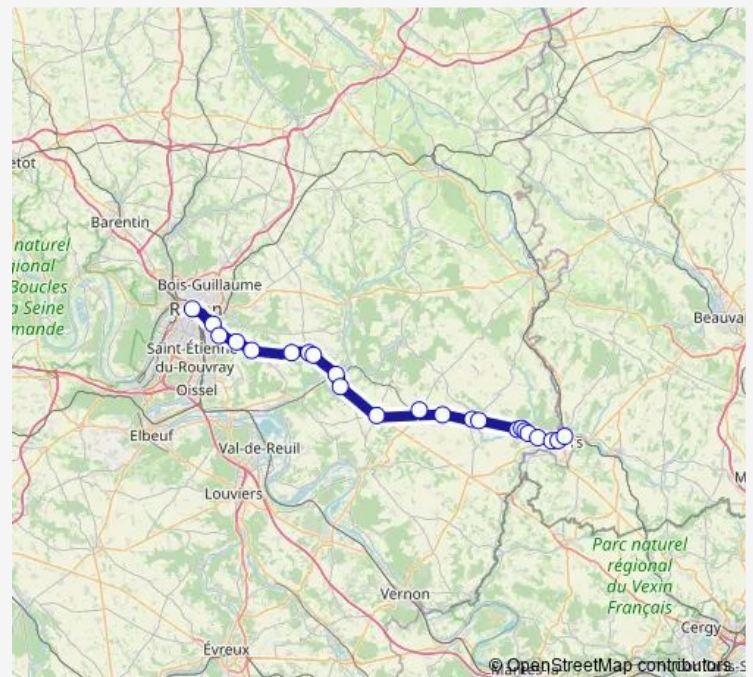 etot
Barentin
naturel
gional
Boucles
a Seine
mande
Bois-Guillaume
Saint-Étienne
du-Rouvray
Oissel
Elbeuf
Val-de-Reuil
Louviers
Beauva
Parc naturel
régional
du Vexin
Français
Vernon
Cergy
Évreux
© OpenStreetMap contributors